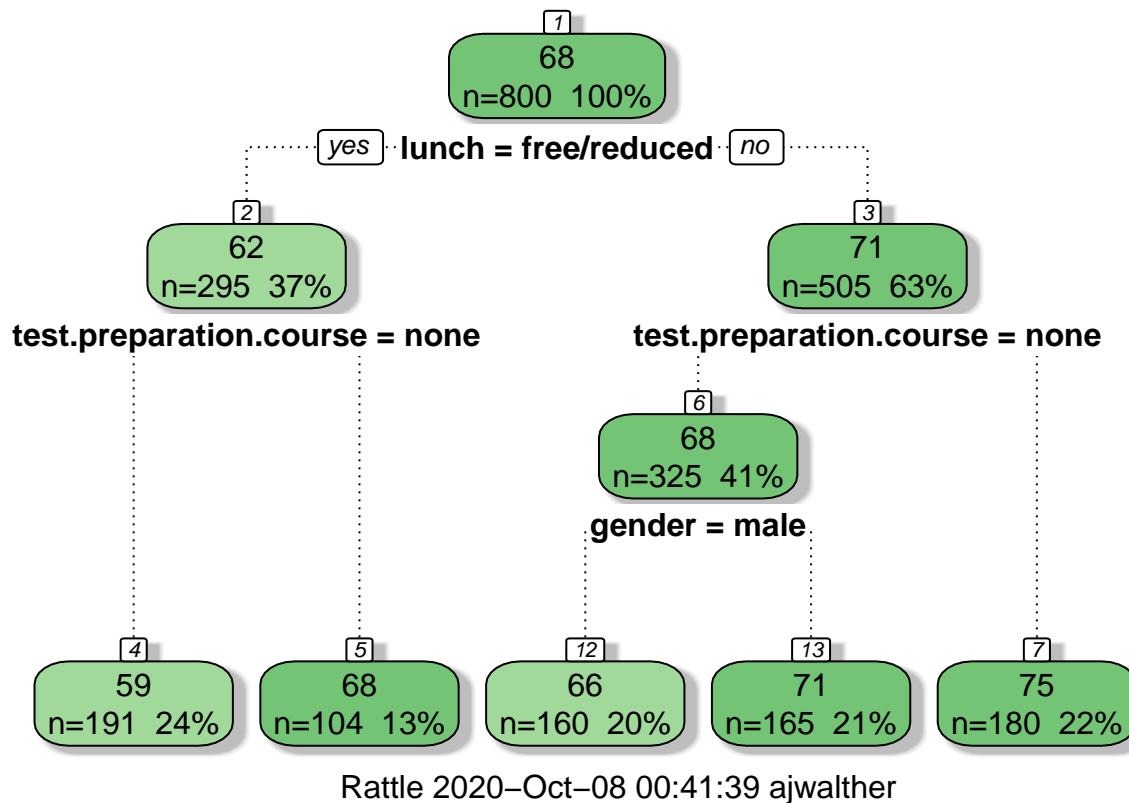 1
68
n=800 100%
yes lunch = free/reduced no
2
62
n=295 37%
3
71
n=505 63%
test.preparation.course = none
test.preparation.course = none
6
68
n=325 41%
gender = male
4
59
n=191 24%
5
68
n=104 13%
12
66
n=160 20%
13
71
n=165 21%
7
75
n=180 22%
Rattle 2020−Oct−08 00:41:39 ajwalther